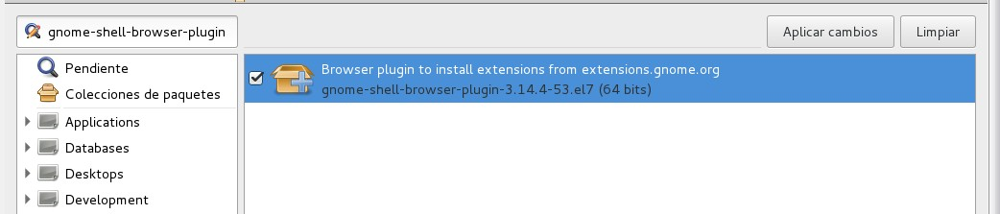 gnome-shell-browser-plugin
Aplicar cambios
Limpiar
Pendiente
Colecciones de paquetes
Applications
Databases
Desktops
Development
Browser plugin to install extensions from extensions.gnome.org
gnome-shell-browser-plugin-3.14.4-53.el7 (64 bits)